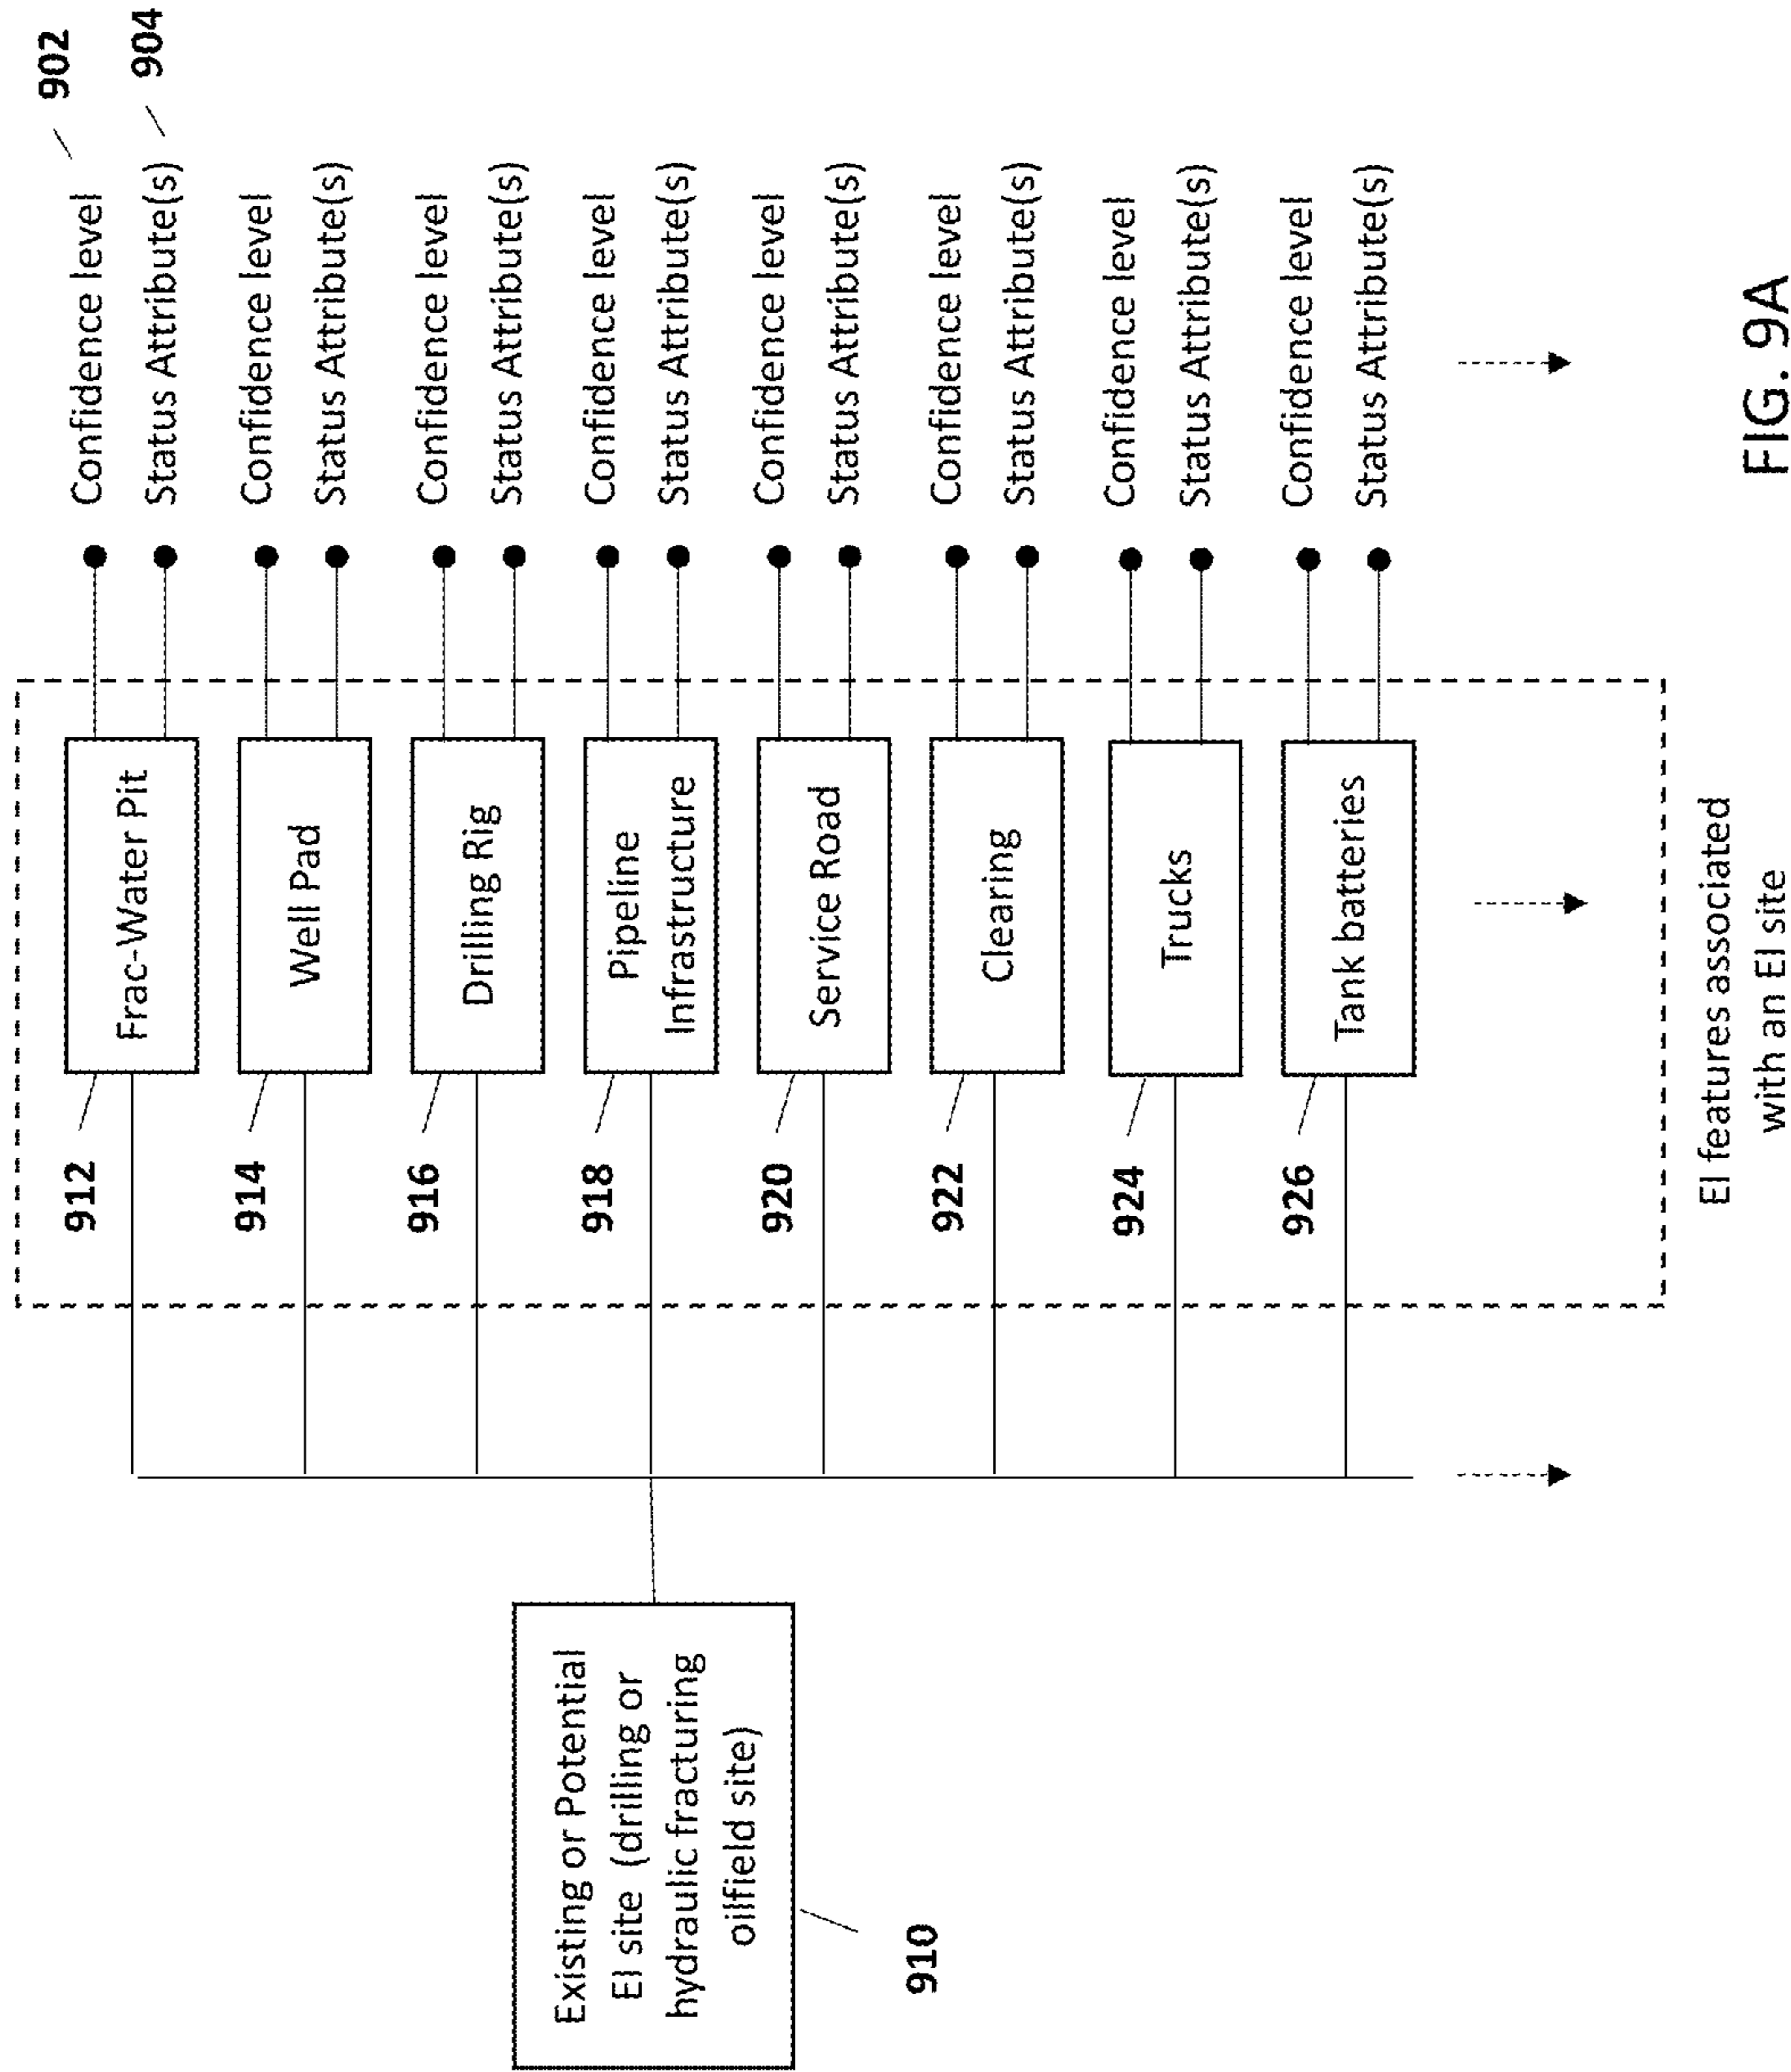 902
Confidence level
904
Status Attribute(s)
912
Frac-Water Pit
Confidence level
Status Attribute(s)
914
Well Pad
Confidence level
Status Attribute(s)
916
Drilling Rig
Existing or Potential
EI site (drilling or
hydraulic fracturing
oilfield site)
910
Confidence level
Status Attribute(s)
918
Pipeline
Infrastructure
Confidence level
Status Attribute(s)
920
Service Road
Confidence level
Status Attribute(s)
922
Clearing
Confidence level
Status Attribute(s)
924
Trucks
Confidence level
Status Attribute(s)
926
Tank batteries
EI features associated
with an EI site
FIG. 9A